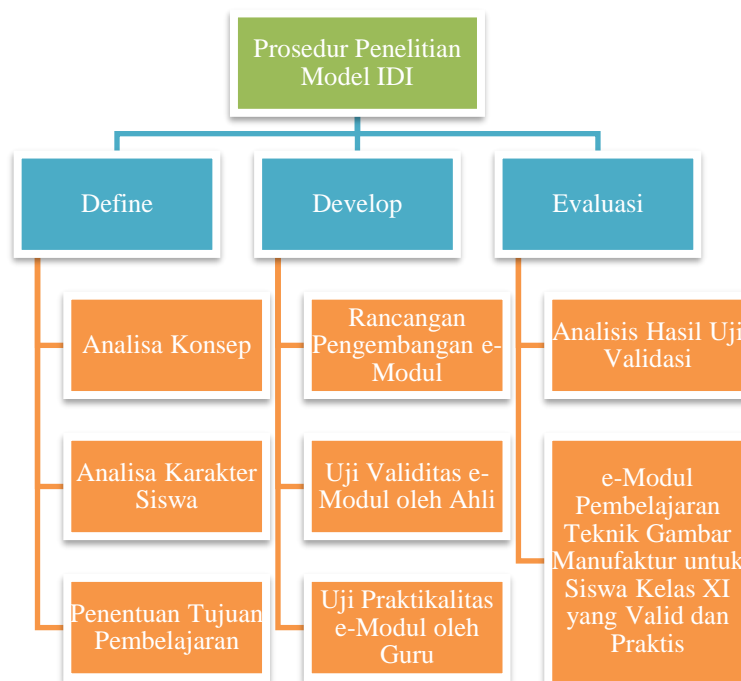 Prosedur Penelitian
Model IDI
Define
Develop
Evaluasi
Analisa Konsep
Analisa Karakter
Siswa
Penentuan Tujuan
Pembelajaran
Rancangan
Pengembangan e-
Modul
Uji Validitas e-
Modul oleh Ahli
Uji Praktikalitas
e-Modul oleh
Guru
Analisis Hasil Uji
Validasi
e-Modul
Pembelajaran
Teknik Gambar
Manufaktur untuk
Siswa Kelas XI
yang Valid dan
Praktis